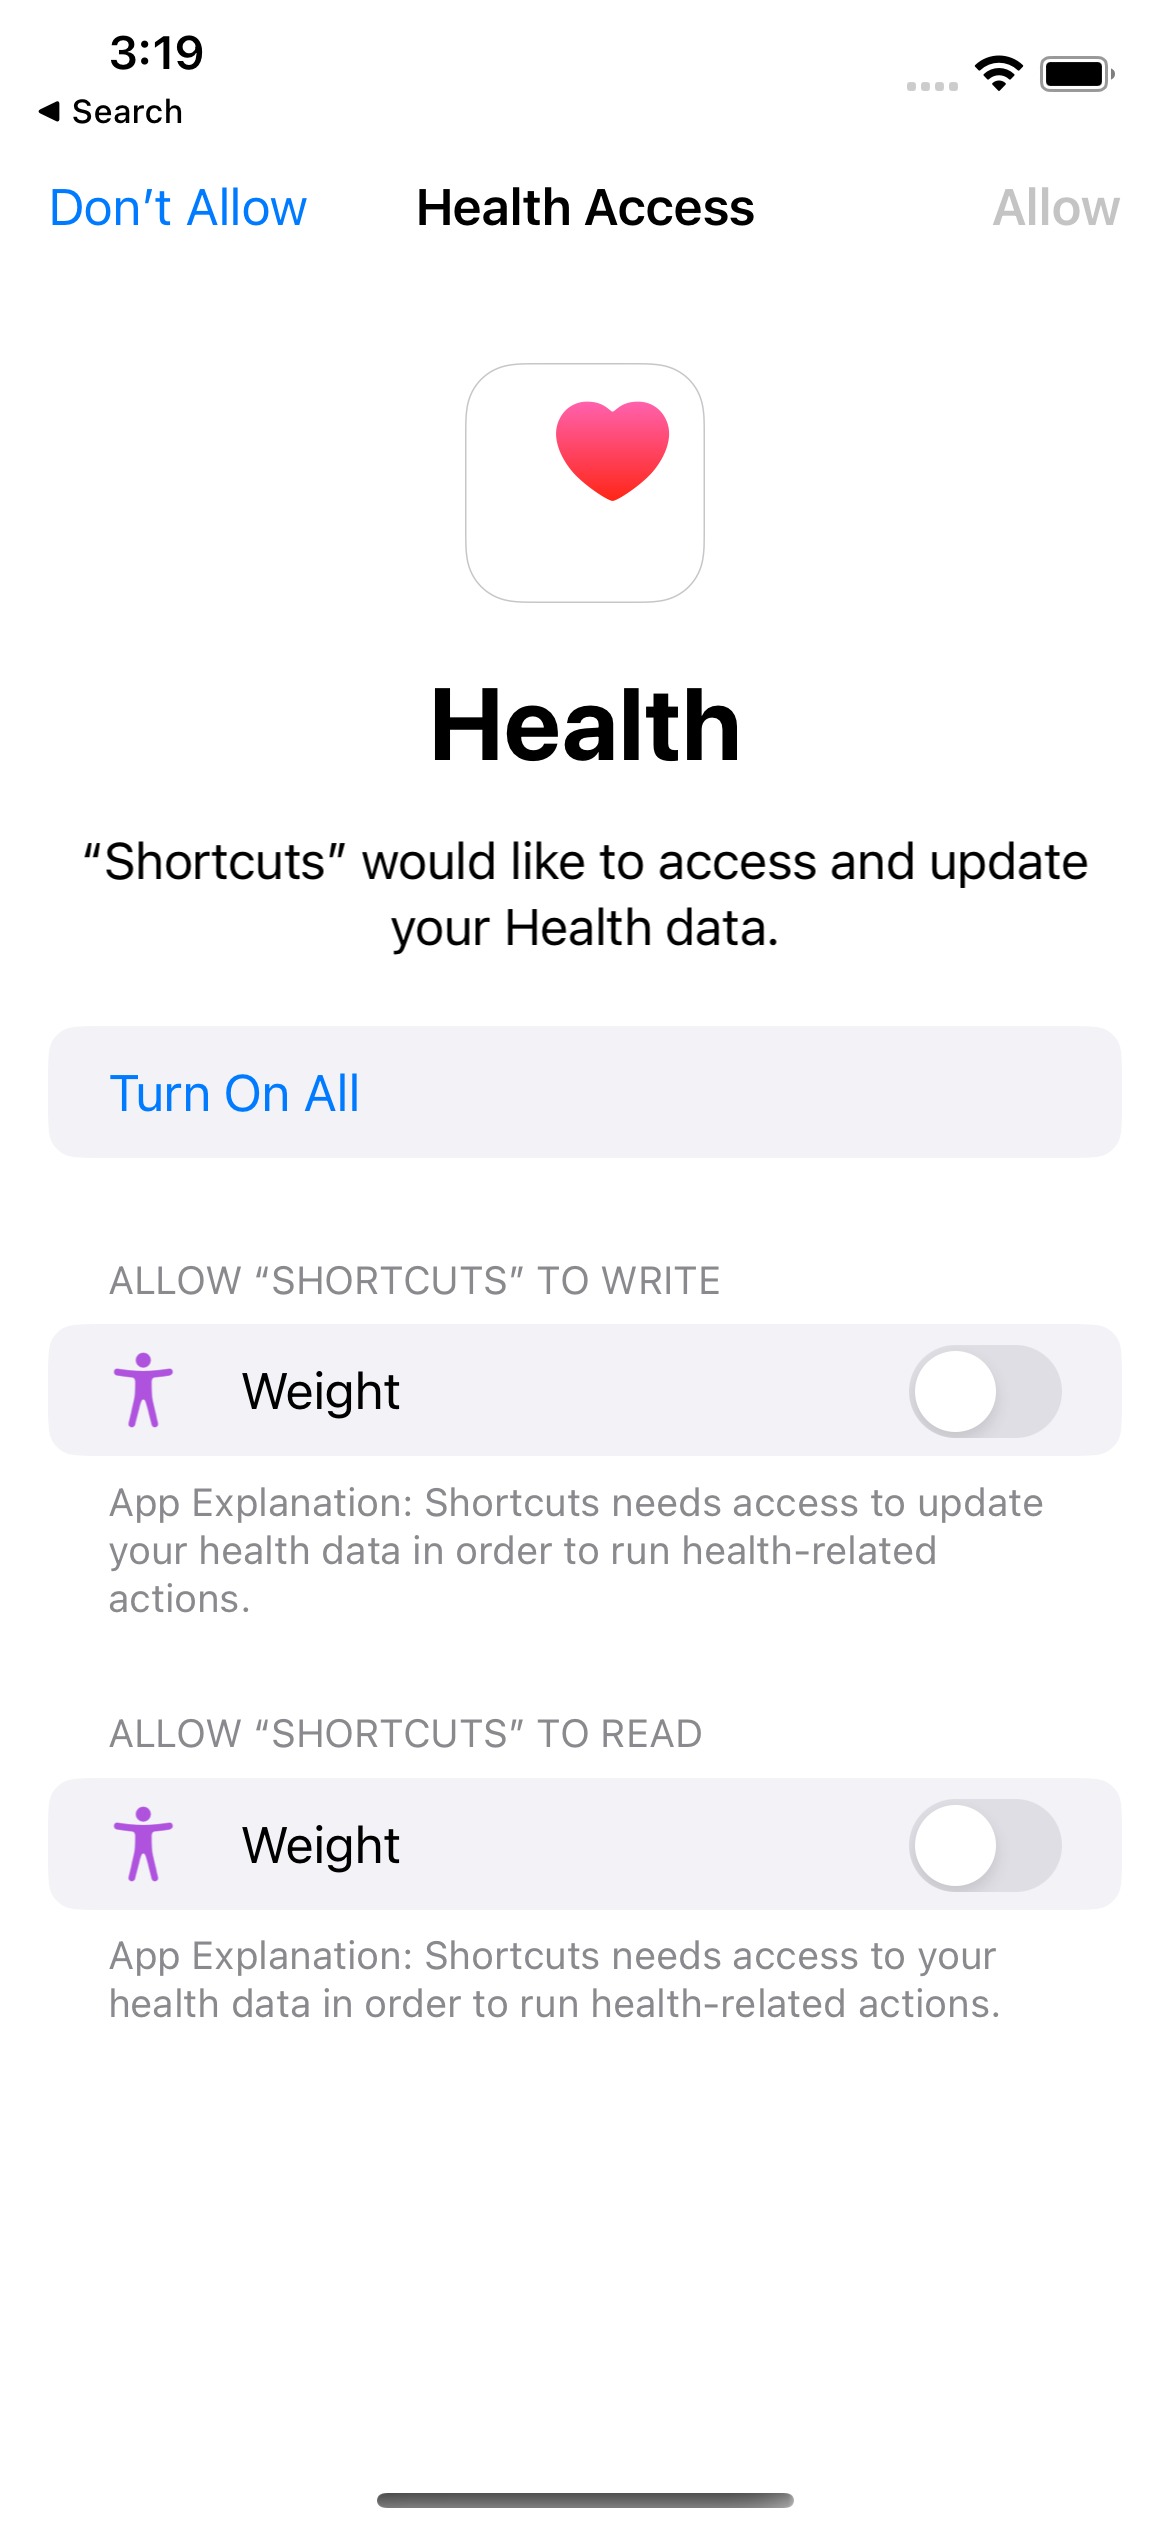 3:19
◀ Search
Don’t Allow
Health Access
Allow
Health
“Shortcuts” would like to access and update
your Health data.
Turn On All
ALLOW “SHORTCUTS” TO WRITE
Weight
App Explanation: Shortcuts needs access to update
your health data in order to run health-related
actions.
ALLOW “SHORTCUTS” TO READ
Weight
App Explanation: Shortcuts needs access to your
health data in order to run health-related actions.